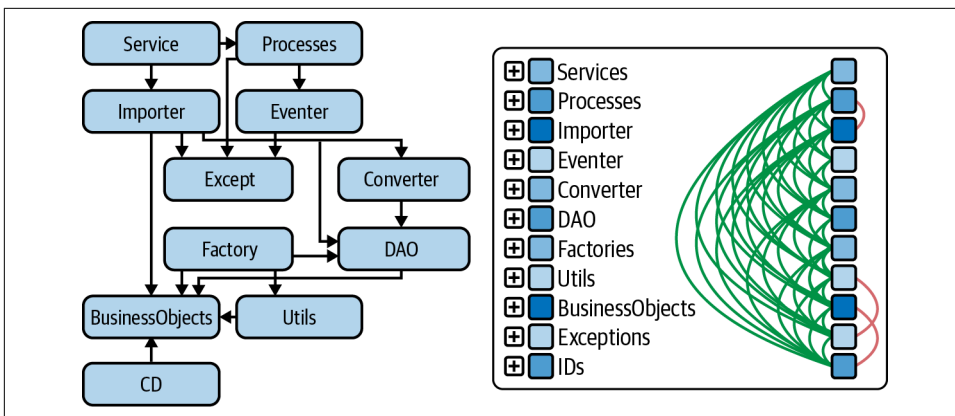 Service
Processes
Importer
Eventer
Except
Converter
Factory
DAO
BusinessObjects
Utils
CD
Services
Processes
Importer
Eventer
Converter
DAO
Factories
Utils
BusinessObjects
Exceptions
IDs